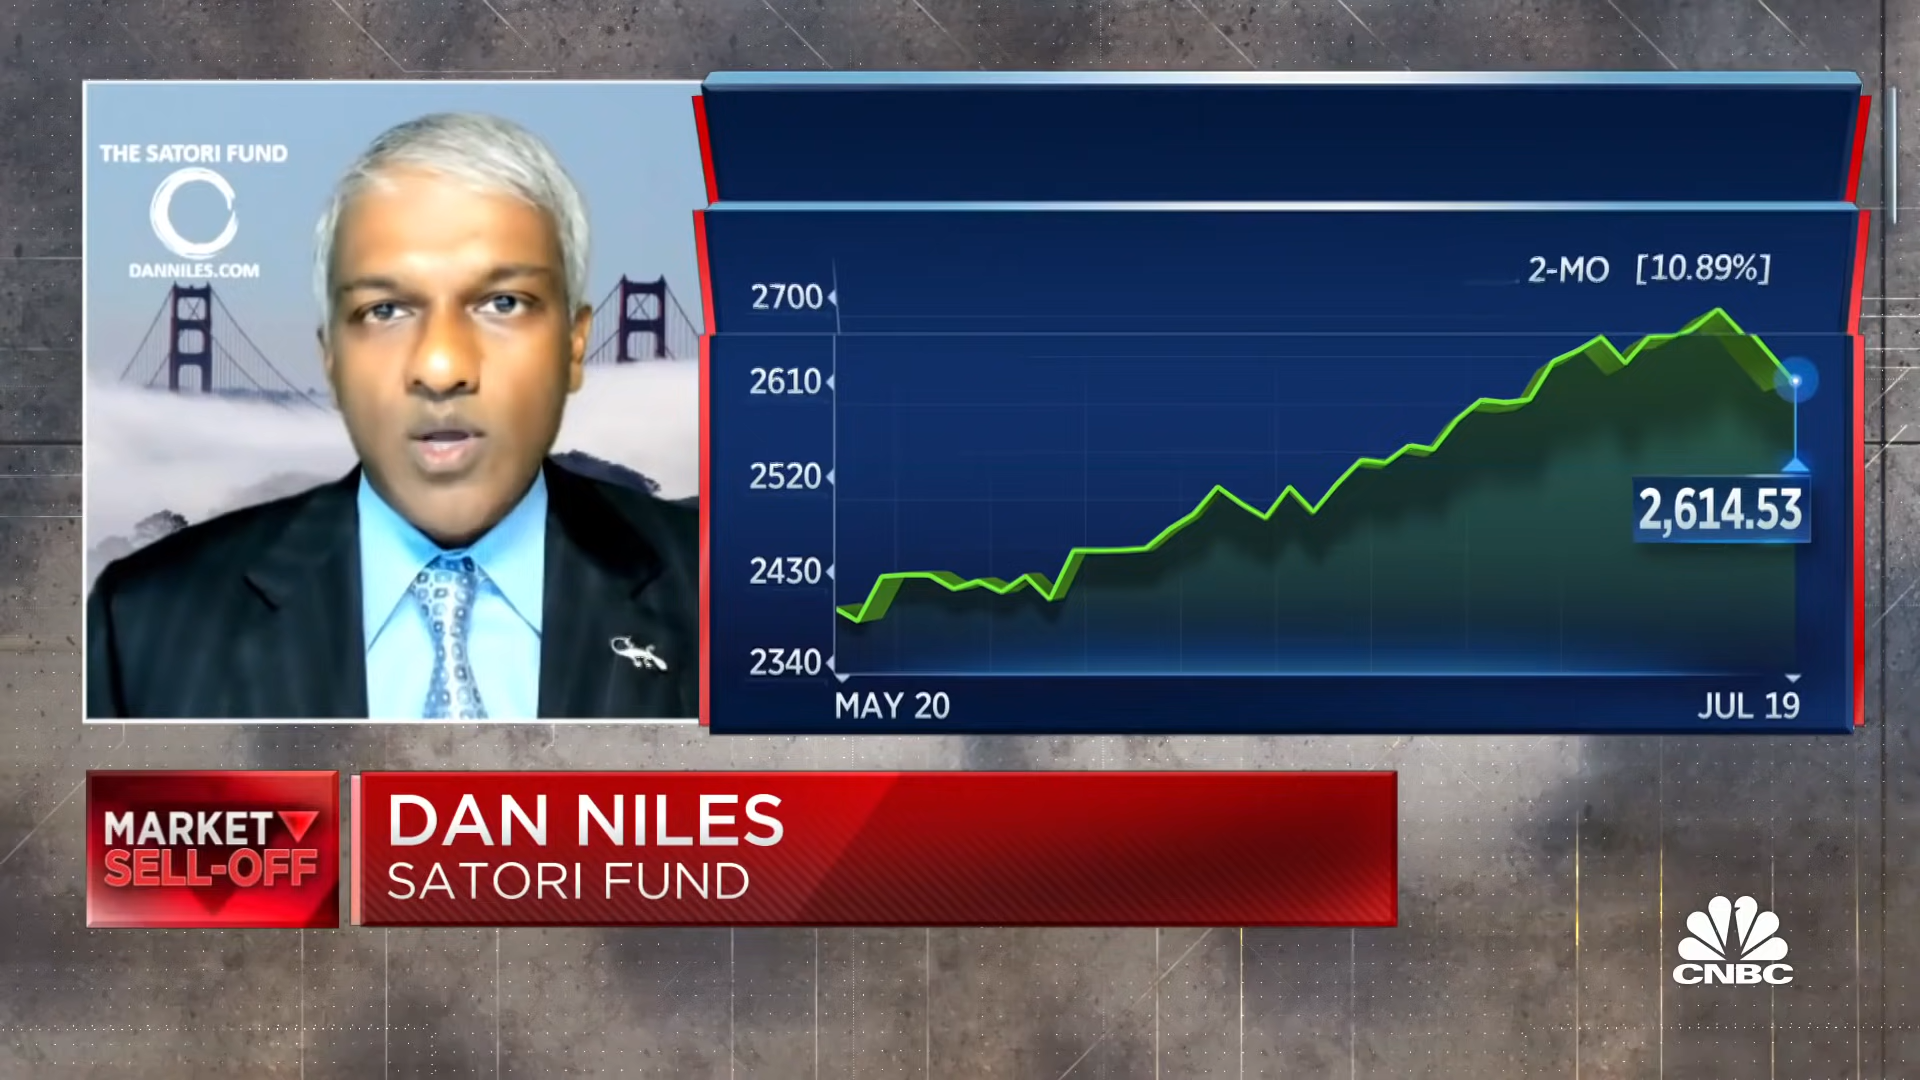 THE SATORI FUND
DANNILES.COM
2-MO [10.89%]
2700
2610
2520
2430
2340
2,614.53
MAY 20
JUL 19
MARKET
SELL-OFF
DAN NILES
SATORI FUND
CNBC